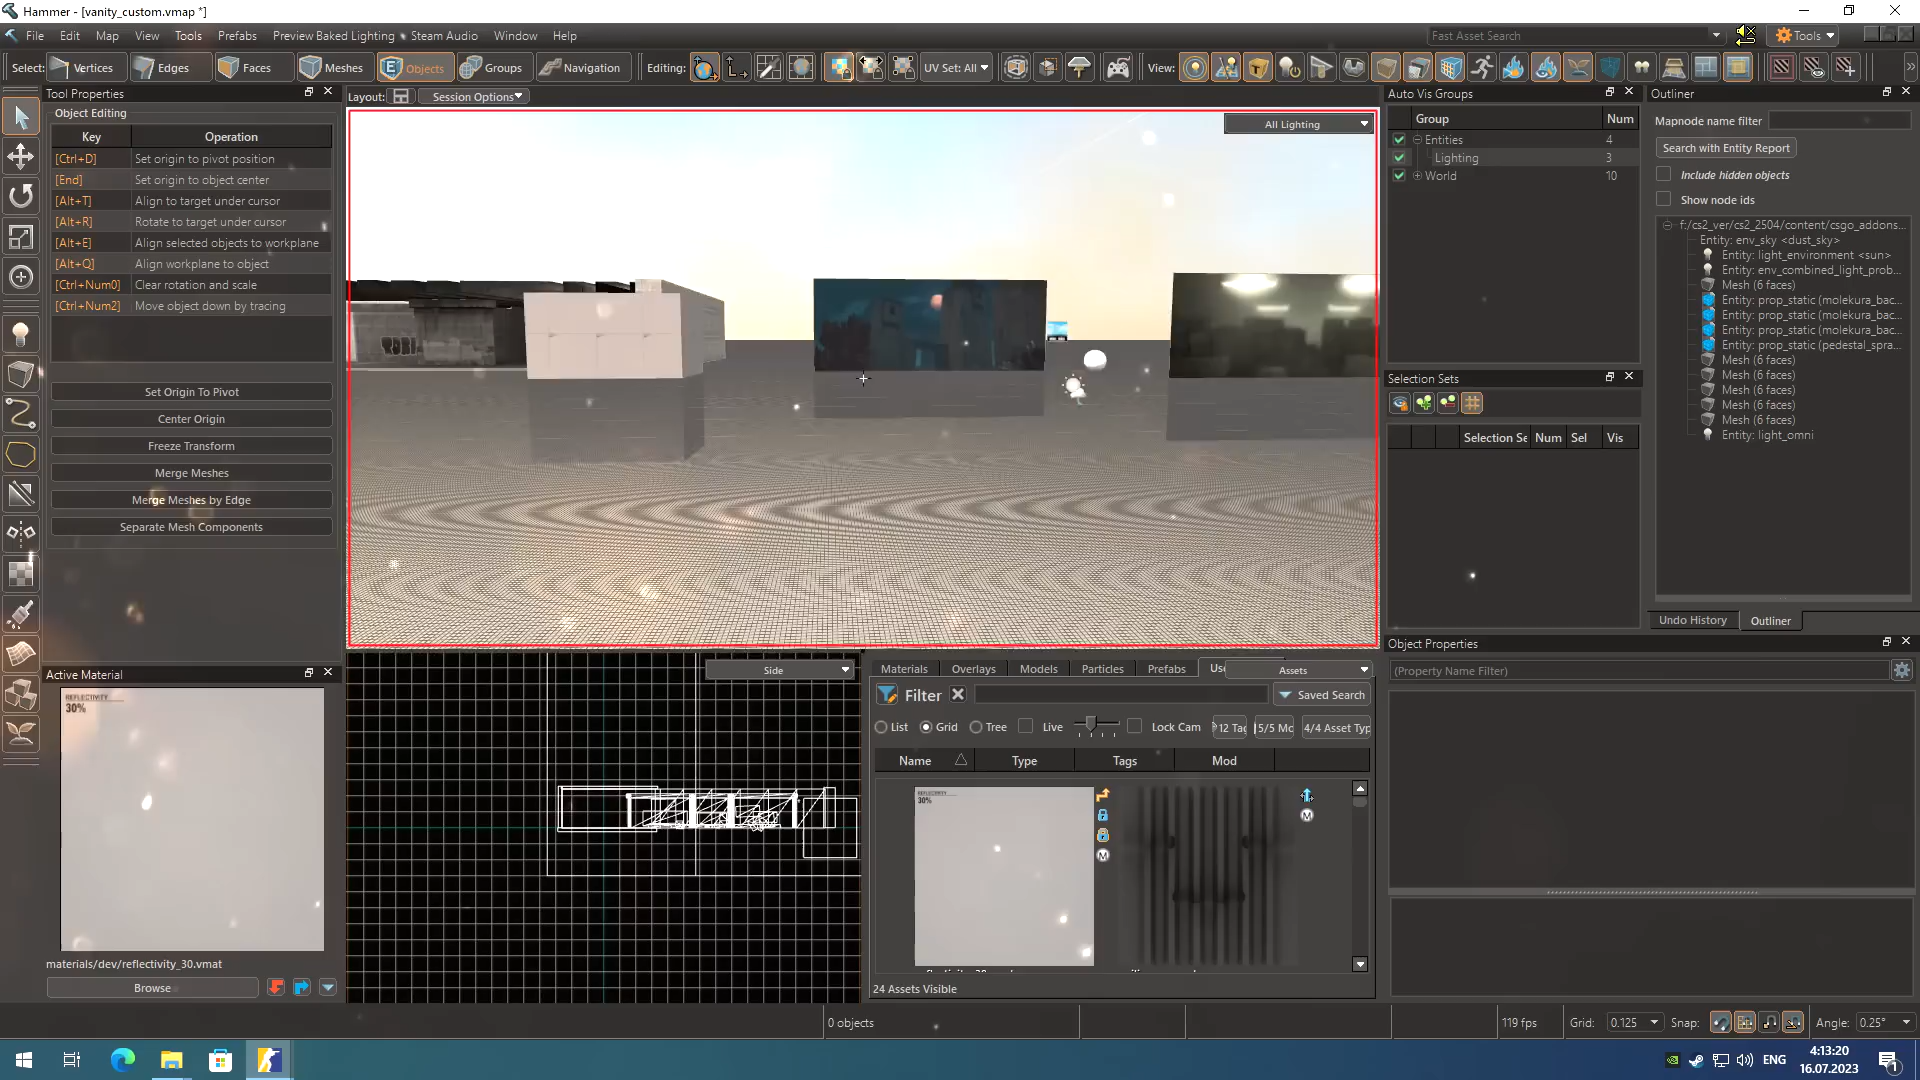 Hammer - [vanity_custom.vmap *]
File Edit Map View Tools Prefabs Preview Baked Lighting Steam Audio Window Help
Fast Asset Search
Tools
Select: Vertices Edges Faces Meshes Objects Groups Navigation Editing: UV Set: All View:
Tool Properties
Object Editing
Key Operation
[Ctrl+D] Set origin to pivot position
[End] Set origin to object center
[Alt+T] Align to target under cursor
[Alt+R] Rotate to target under cursor
[Alt+E] Align selected objects to workplane
[Alt+Q] Align workplane to object
[Ctrl+Num0] Clear rotation and scale
[Ctrl+Num2] Move object down by tracing
Set Origin To Pivot
Center Origin
Freeze Transform
Merge Meshes
Merge Meshes by Edge
Separate Mesh Components
Active Material
REFLECTIVITY
30%
materials/dev/reflectivity_30.vmat
Browse
Layout: Session Options
All Lighting
Side
Materials Overlays Models Particles Prefabs Use Assets
Filter Saved Search
List Grid Tree Live Lock Cam 12 Tag 5/5 Mo 4/4 Asset Typ
Name Type Tags Mod
REFLECTIVITY
30%
24 Assets Visible
Auto Vis Groups
Group Num
Entities 4
Lighting 3
World 10
Selection Sets
Selection Se Num Sel Vis
Outliner
Mapnode name filter
Search with Entity Report
Include hidden objects
Show node ids
f:/cs2_ver/cs2_2504/content/csgo_addons...
Entity: env_sky <dust_sky>
Entity: light_environment <sun>
Entity: env_combined_light_prob...
Mesh (6 faces)
Entity: prop_static (molekura_bac...
Entity: prop_static (molekura_bac...
Entity: prop_static (molekura_bac...
Entity: prop_static (pedestal_spra...
Mesh (6 faces)
Mesh (6 faces)
Mesh (6 faces)
Mesh (6 faces)
Mesh (6 faces)
Entity: light_omni
Undo History Outliner
Object Properties
(Property Name Filter)
0 objects
119 fps Grid: 0.125 Snap: Angle: 0.25°
ENG
4:13:20
16.07.2023
1